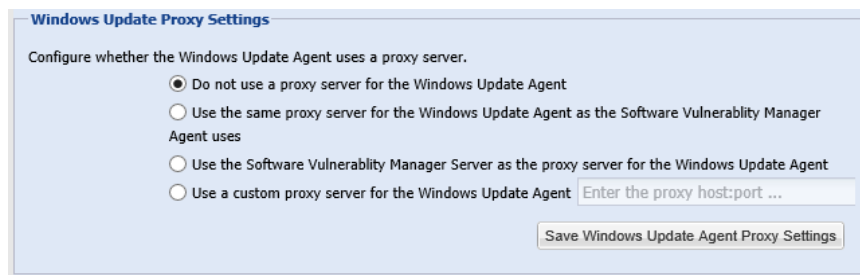 Windows Update Proxy Settings
Configure whether the Windows Update Agent uses a proxy server.
Do not use a proxy server for the Windows Update Agent
Use the same proxy server for the Windows Update Agent as the Software Vulnerablity Manager
Agent uses
Use the Software Vulnerablity Manager Server as the proxy server for the Windows Update Agent
Use a custom proxy server for the Windows Update Agent Enter the proxy host:port ...
Save Windows Update Agent Proxy Settings